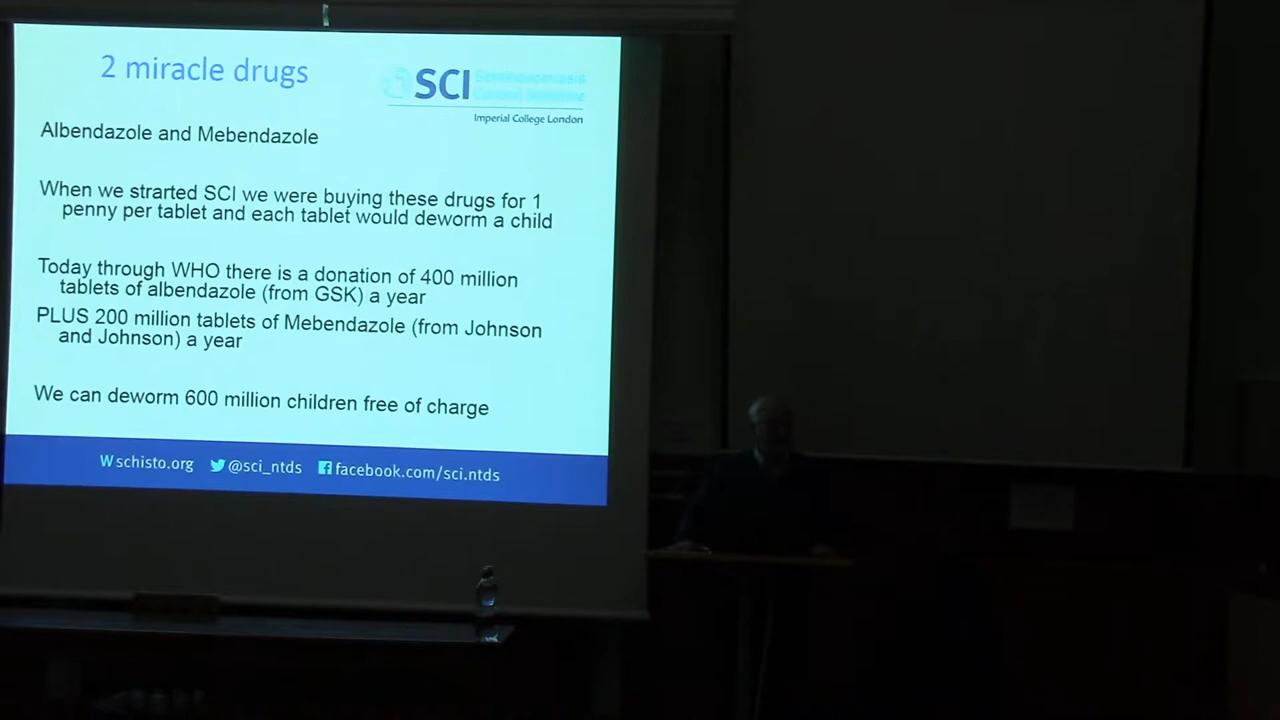 2 miracle drugs
SCI
Imperial College London
Albendazole and Mebendazole
When we strarted SCI we were buying these drugs for 1
penny per tablet and each tablet would deworm a child
Today through WHO there is a donation of 400 million
tablets of albendazole (from GSK) a year
PLUS 200 million tablets of Mebendazole (from Johnson
and Johnson) a year
We can deworm 600 million children free of charge
W schisto.org @sci_ntds facebook.com/sci.ntds